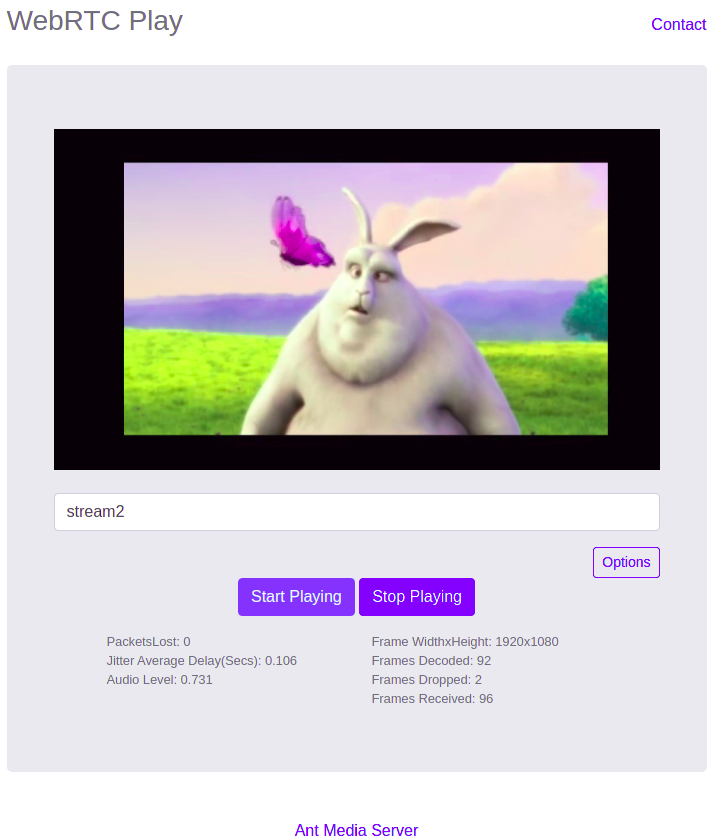 WebRTC Play
Contact
stream2
Options
Start Playing
Stop Playing
PacketsLost: 0
Jitter Average Delay(Secs): 0.106
Audio Level: 0.731
Frame WidthxHeight: 1920x1080
Frames Decoded: 92
Frames Dropped: 2
Frames Received: 96
Ant Media Server